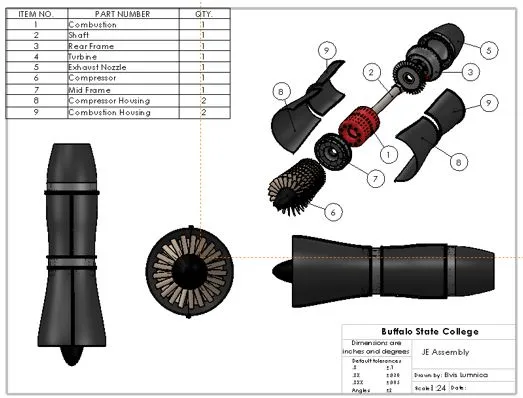 ITEM NO. PART NUMBER QTY.
1 Combustion 1
2 Shaft 1
3 Rear Frame 1
4 Turbine 1
5 Exhaust Nozzle 1
6 Compressor 1
7 Mid Frame 1
8 Compressor Housing 2
9 Combustion Housing 2
9
8
2
5
3
9
8
1
7
6
Buffalo State College
Dimensions are
inches and degrees
JE Assembly
Default tolerances
.X ±.1
.XX
.XXX
Angles ±2
Drawn by: Elvis Lumnica
Scale 1:24 Date: